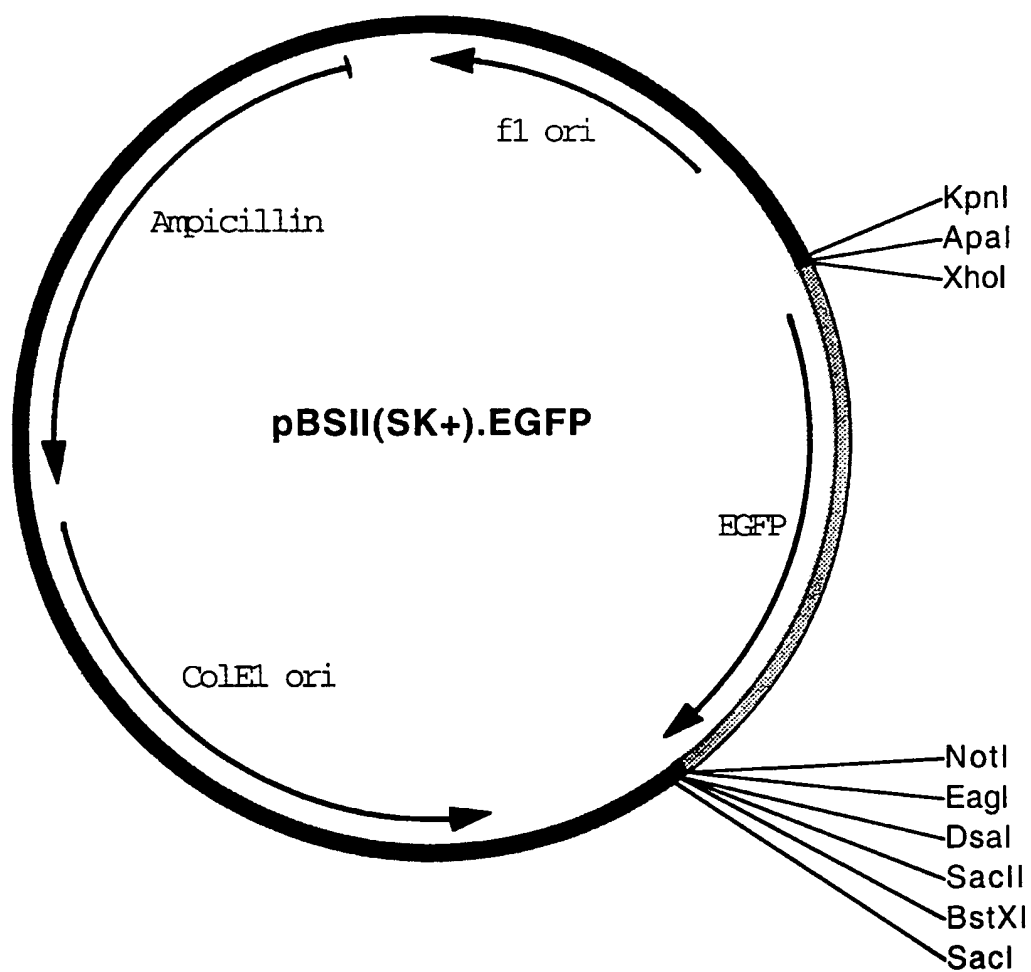 f1 ori
Ampicillin
KpnI
ApaI
XhoI
pBSII(SK+).EGFP
EGFP
ColE1 ori
NotI
EagI
DsaI
SacII
BstXI
SacI